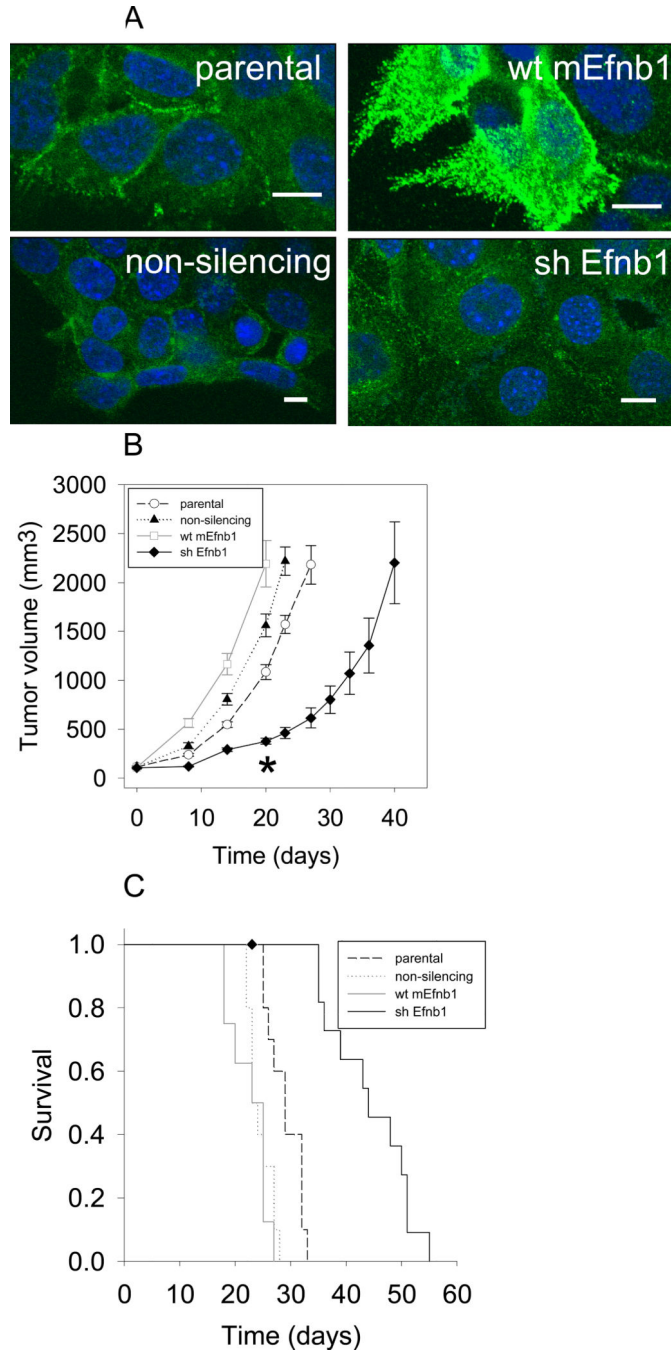 A
parental
wt mEfnb1
non-silencing
sh Efnb1
B
Tumor volume (mm3)
3000
2500
2000
1500
1000
500
0
parental
non-silencing
wt mEfnb1
sh Efnb1
*
0 10 20 30 40
Time (days)
C
Survival
1.0
0.8
0.6
0.4
0.2
0.0
parental
non-silencing
wt mEfnb1
sh Efnb1
0 10 20 30 40 50 60
Time (days)